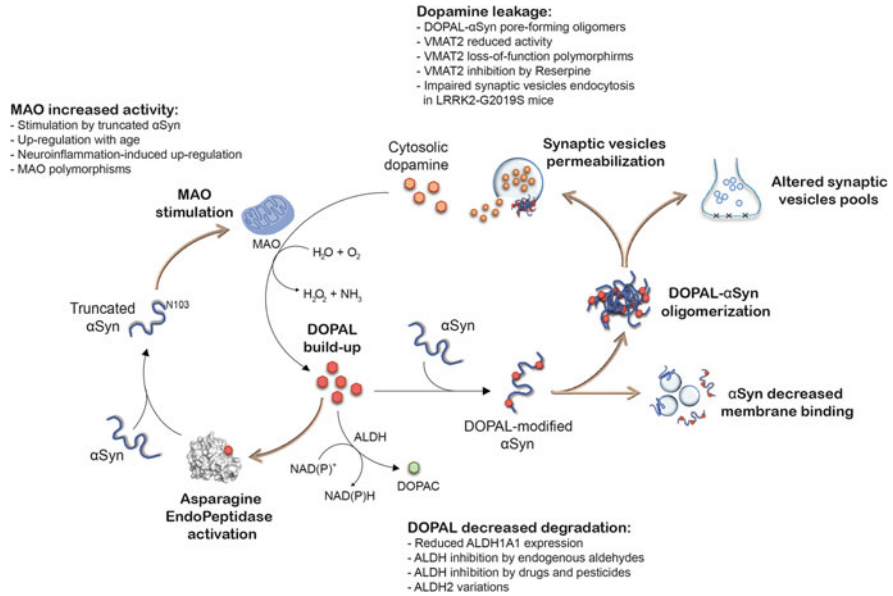 Dopamine leakage:
- DOPAL-αSyn pore-forming oligomers
- VMAT2 reduced activity
- VMAT2 loss-of-function polymorphirms
- VMAT2 inhibition by Reserpine
- Impaired synaptic vesicles endocytosis
in LRRK2-G2019S mice
MAO increased activity:
- Stimulation by truncated αSyn
- Up-regulation with age
- Neuroinflammation-induced up-regulation
- MAO polymorphisms
Cytosolic
dopamine
Synaptic vesicles
permeabilization
Altered synaptic
vesicles pools
MAO
stimulation
MAO
H₂O + O₂
H₂O₂ + NH₃
Truncated
αSyn
N103
DOPAL
build-up
αSyn
DOPAL-αSyn
oligomerization
DOPAL-modified
αSyn
αSyn decreased
membrane binding
αSyn
Asparagine
EndoPeptidase
activation
ALDH
NAD(P)⁺
NAD(P)H
DOPAC
DOPAL decreased degradation:
- Reduced ALDH1A1 expression
- ALDH inhibition by endogenous aldehydes
- ALDH inhibition by drugs and pesticides
- ALDH2 variations